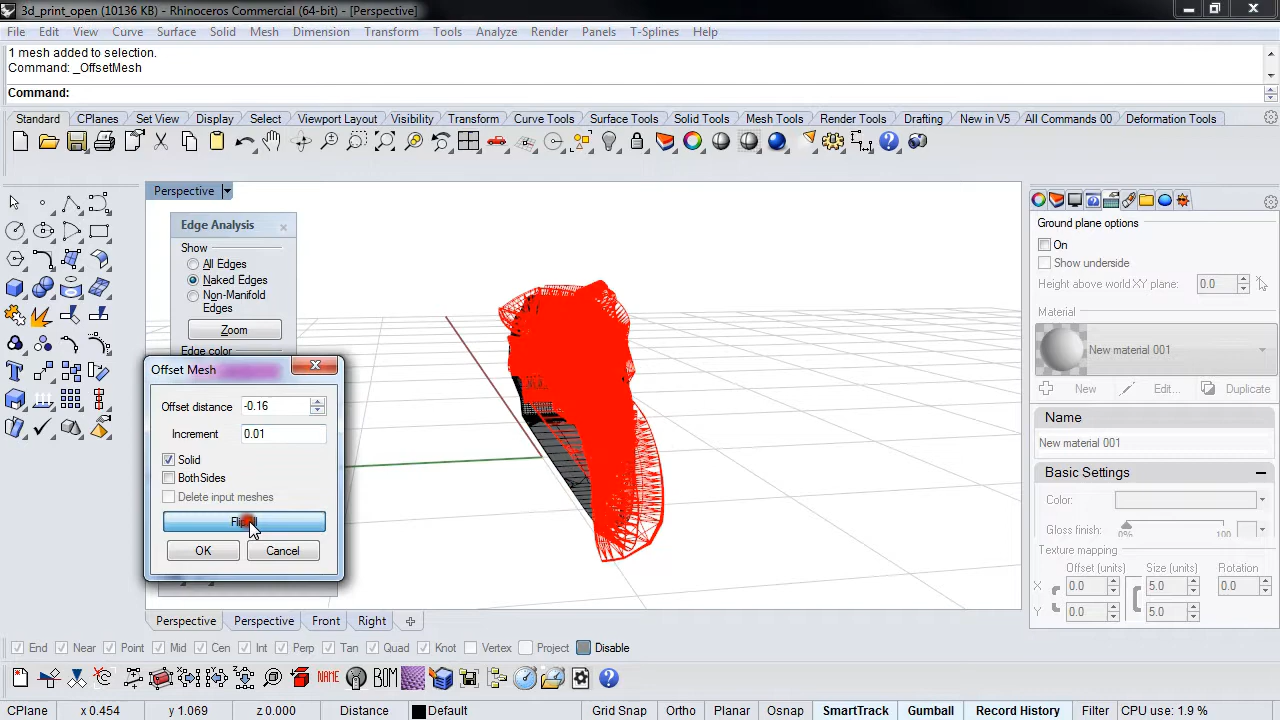 3d_print_open (10136 KB) - Rhinoceros Commercial (64-bit) - [Perspective]
File Edit View Curve Surface Solid Mesh Dimension Transform Tools Analyze Render Panels T-Splines Help
1 mesh added to selection.
Command: _OffsetMesh
Command:
Standard CPlanes Set View Display Select Viewport Layout Visibility Transform Curve Tools Surface Tools Solid Tools Mesh Tools Render Tools Drafting New in V5 All Commands 00 Deformation Tools
Perspective
Edge Analysis
Show
All Edges
Naked Edges
Non-Manifold
Edges
Zoom
Edge color
Offset Mesh
Offset distance -0.16
Increment 0.01
Solid
BothSides
Delete input meshes
OK Cancel
Ground plane options
On
Show underside
Height above world XY plane: 0.0
Material
New material 001
New Edit... Duplicate
Name
New material 001
Basic Settings
Color:
Gloss finish: 0% 100
Texture mapping
Offset (units) Size (units) Rotation
X 0.0 5.0 0.0
Y 0.0 5.0
Perspective Perspective Front Right
End Near Point Mid Cen Int Perp Tan Quad Knot Vertex Project Disable
NAME BOM
CPlane x 0.454 y 1.069 z 0.000 Distance Default Grid Snap Ortho Planar Osnap SmartTrack Gumball Record History Filter CPU use: 1.9 %